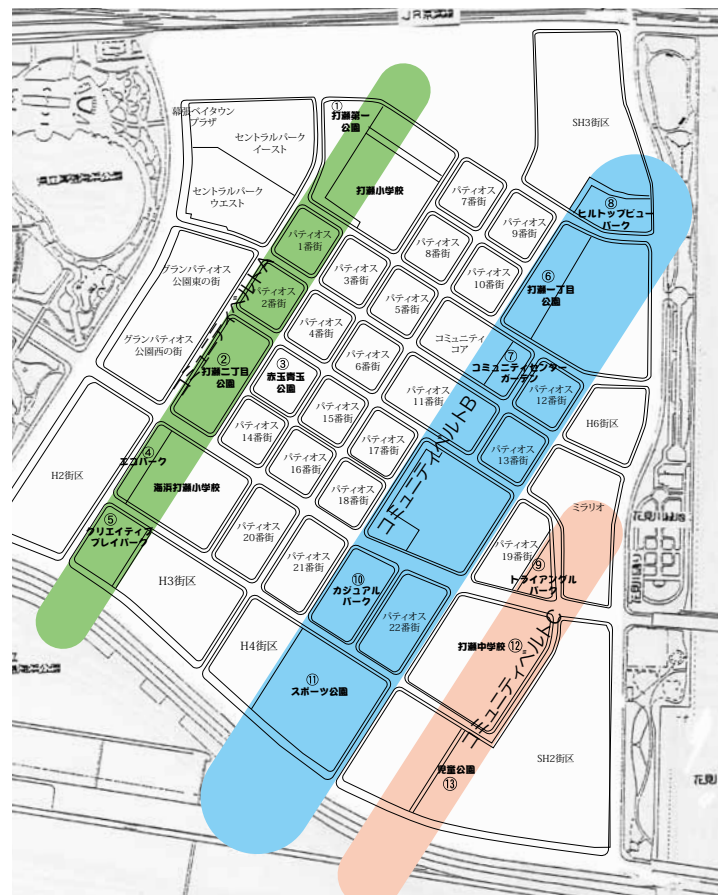 JR京葉線
SH3街区
幕張ベイタウン
プラザ
セントラルパーク
イースト
セントラルパーク
ウエスト
①
打瀬第一
公園
打瀬小学校
パティオス
7番街
パティオス
9番街
⑧
ヒルトップビュー
パーク
パティオス
1番街
パティオス
8番街
パティオス
3番街
パティオス
10番街
グランパティオス
公園東の街
パティオス
2番街
パティオス
5番街
⑥
打瀬一丁目
公園
パティオス
4番街
コミュニティ
コア
グランパティオス
公園西の街
②
打瀬二丁目
公園
③
赤玉青玉
公園
パティオス
6番街
⑦
コミュニティセンター
ガーデン
パティオス
11番街
パティオス
12番街
パティオス
15番街
パティオス
14番街
パティオス
17番街
パティオス
13番街
H6街区
④
エコパーク
パティオス
16番街
コミュニティベルトB
H2街区
海浜打瀬小学校
パティオス
18番街
ミラリオ
⑤
クリエイティブ
プレイパーク
パティオス
20番街
パティオス
21番街
パティオス
19番街
⑨
トライアングル
パーク
H3街区
⑩
カジュアル
パーク
パティオス
22番街
H4街区
打瀬中学校
⑫
コミュニティベルトC
⑪
スポーツ公園
SH2街区
児童公園
⑬